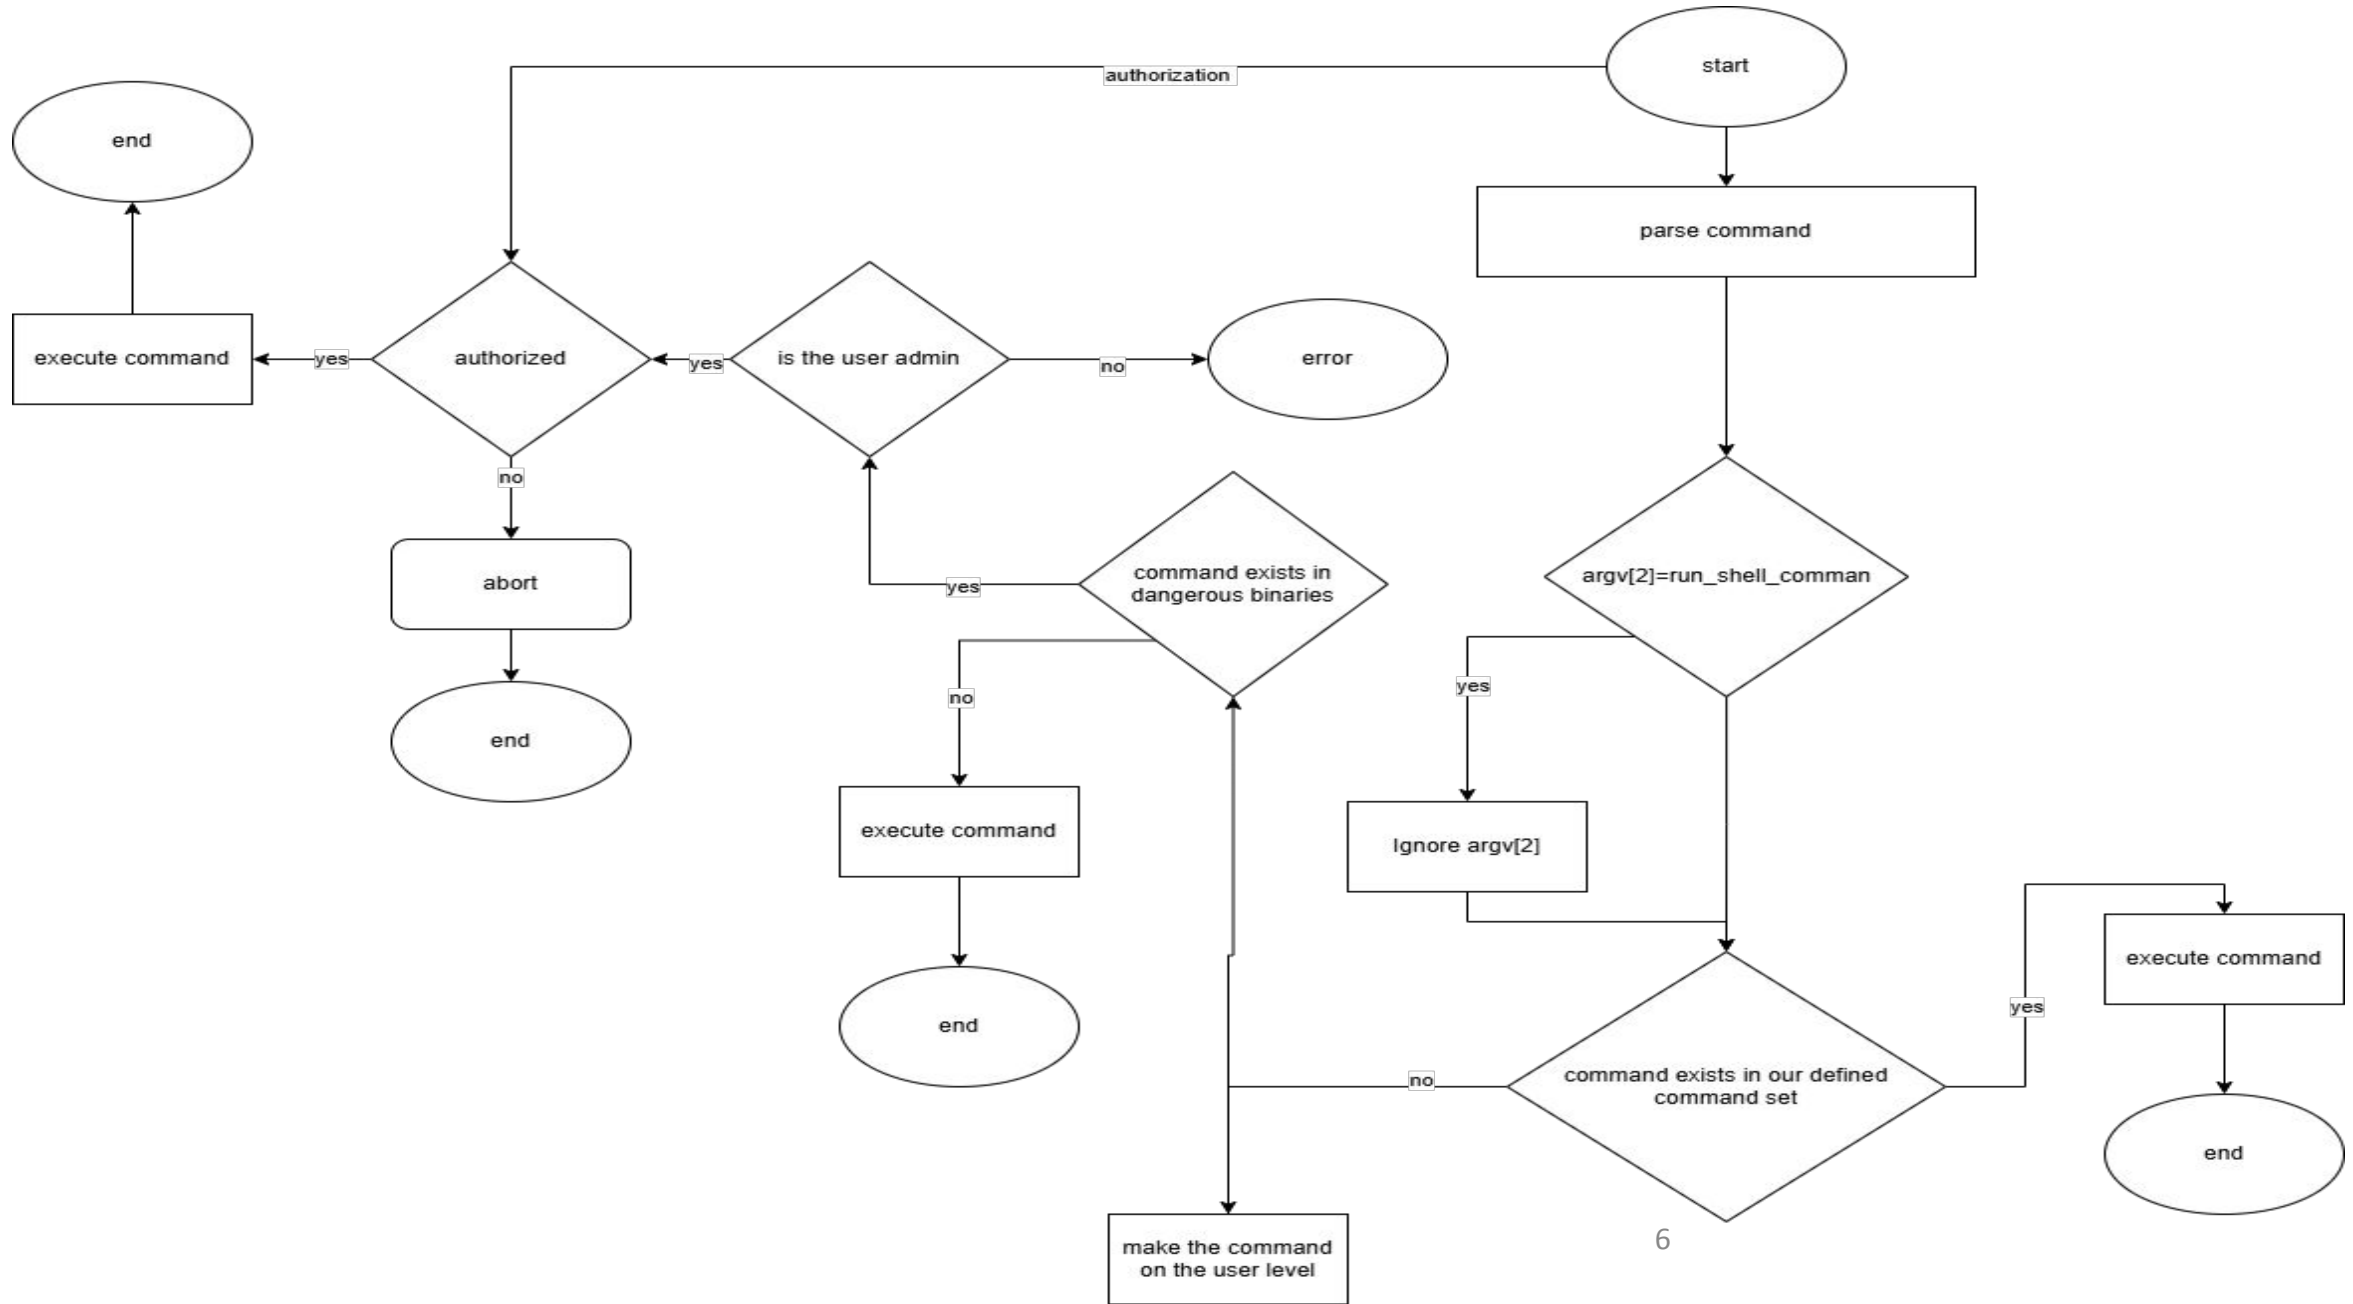 start
authorization
end
parse command
execute command
yes
authorized
yes
is the user admin
no
error
no
abort
end
command exists in
dangerous binaries
yes
no
argv[2]=run_shell_comman
yes
execute command
end
Ignore argv[2]
command exists in our defined
command set
no
yes
execute command
end
make the command
on the user level
6